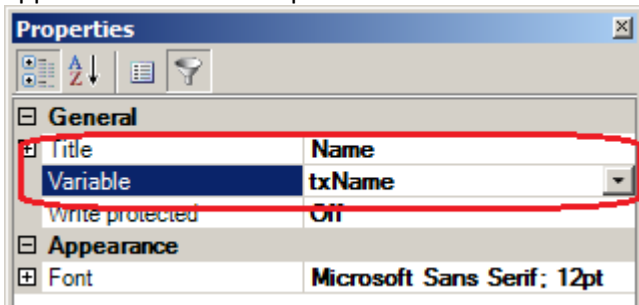 Properties
General
Title Name
Variable txName
Write protected Off
Appearance
Font Microsoft Sans Serif; 12pt